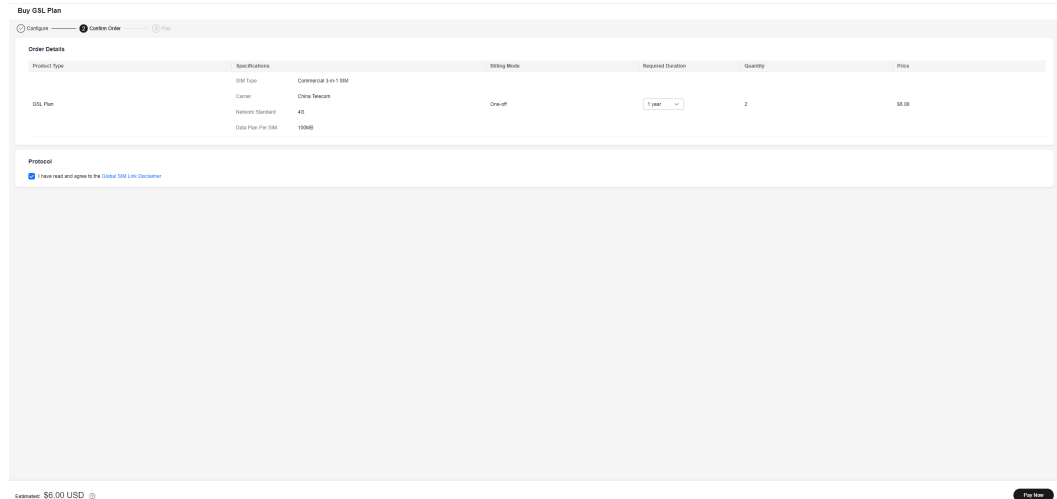 Buy GSL Plan
Configure 2 Confirm Order 3 Pay
Order Details
Product Type Specifications Billing Mode Required Duration Quantity Price
SIM Type Commercial 3-in-1 SIM
Carrier China Telecom
GSL Plan One-off 1 year 2 $6.00
Network Standard 4G
Data Plan Per SIM 100MB
Protocol
I have read and agree to the Global SIM Link Disclaimer
Estimated: $6.00 USD
Pay Now